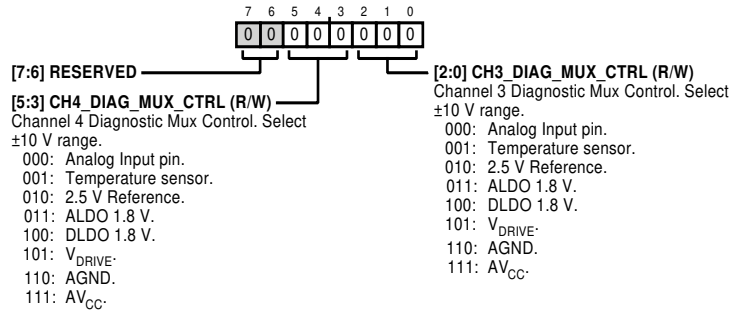 7 6 5 4 3 2 1 0
0 0 0 0 0 0 0 0
[7:6] RESERVED
[5:3] CH4_DIAG_MUX_CTRL (R/W)
Channel 4 Diagnostic Mux Control. Select
±10 V range.
000: Analog Input pin.
001: Temperature sensor.
010: 2.5 V Reference.
011: ALDO 1.8 V.
100: DLDO 1.8 V.
101: VDRIVE.
110: AGND.
111: AVCC.
[2:0] CH3_DIAG_MUX_CTRL (R/W)
Channel 3 Diagnostic Mux Control. Select
±10 V range.
000: Analog Input pin.
001: Temperature sensor.
010: 2.5 V Reference.
011: ALDO 1.8 V.
100: DLDO 1.8 V.
101: VDRIVE.
110: AGND.
111: AVCC.